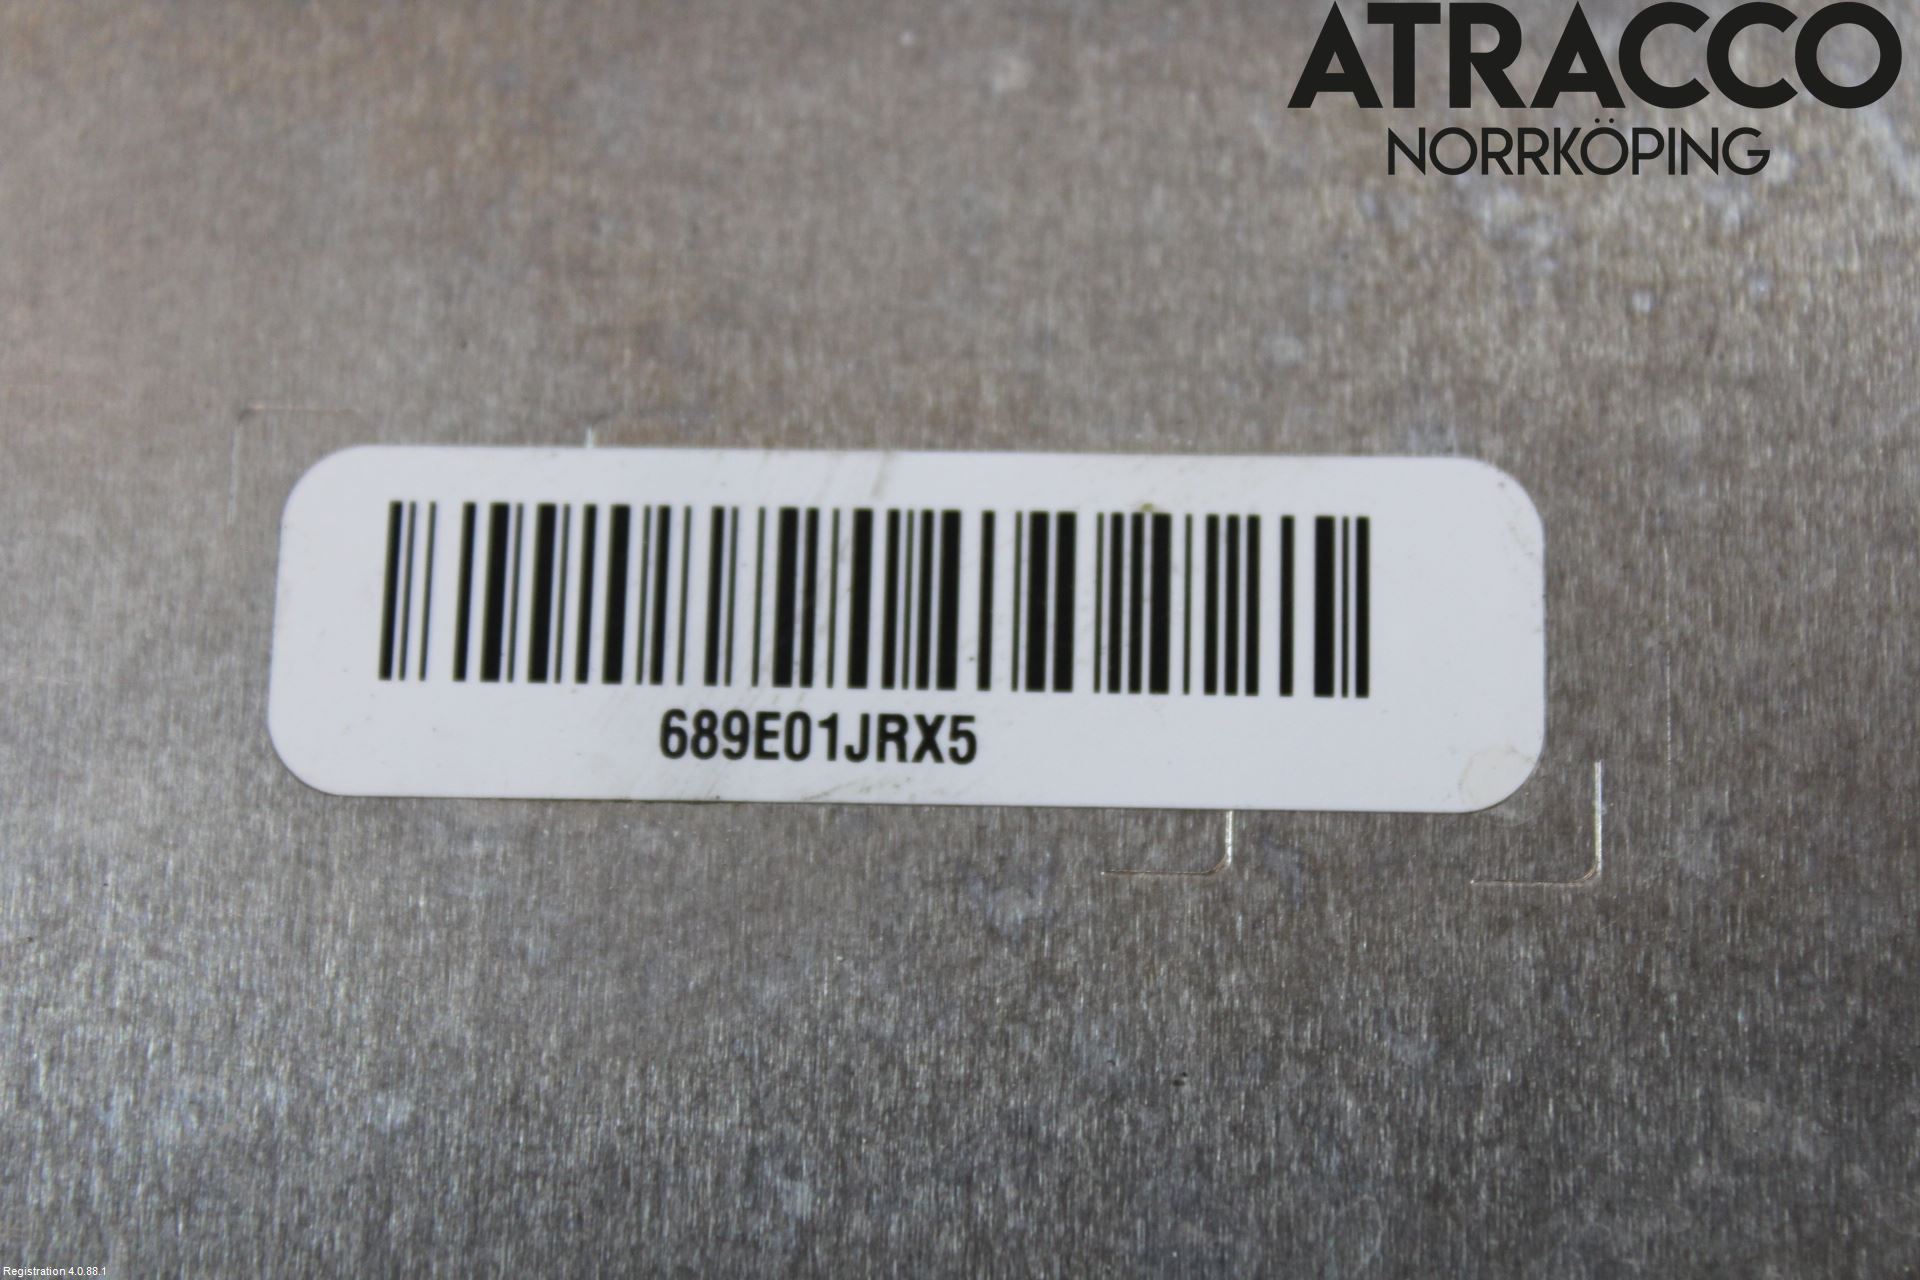 ATRACCO
NORRKÖPING
689E01JRX5
Registration 4.0.88.1